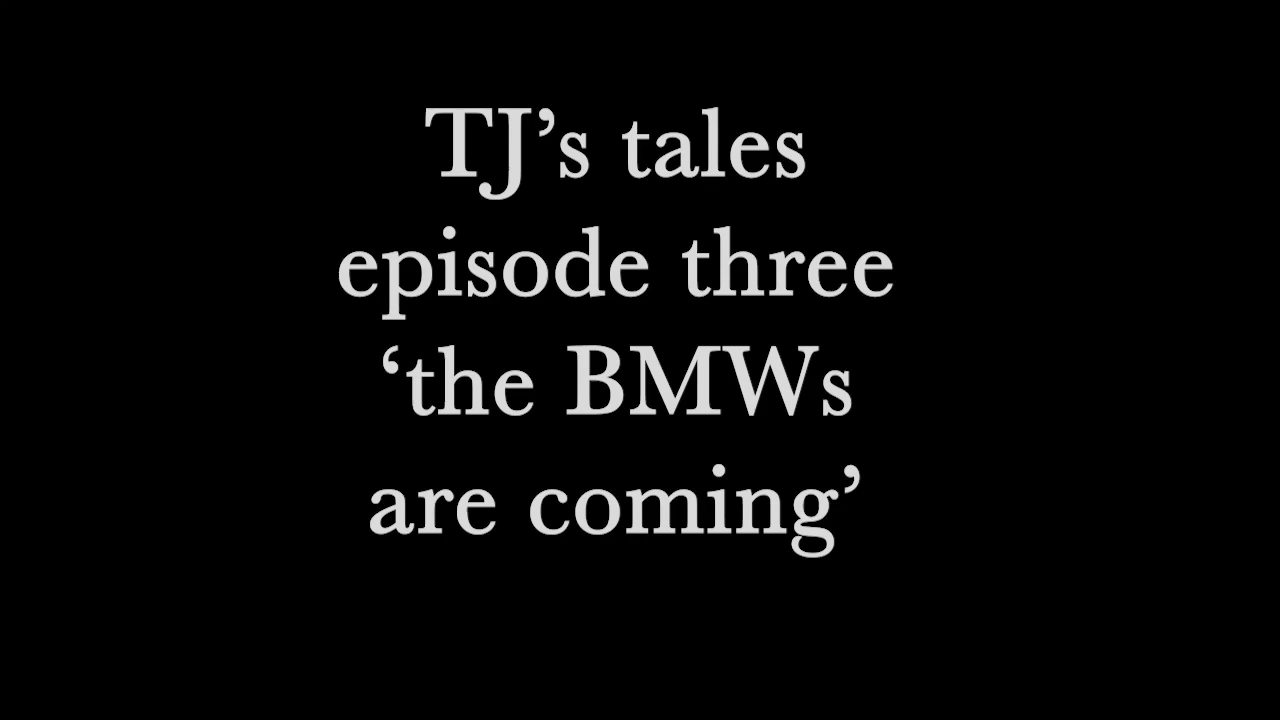 TJ’s tales
episode three
‘the BMWs
are coming’